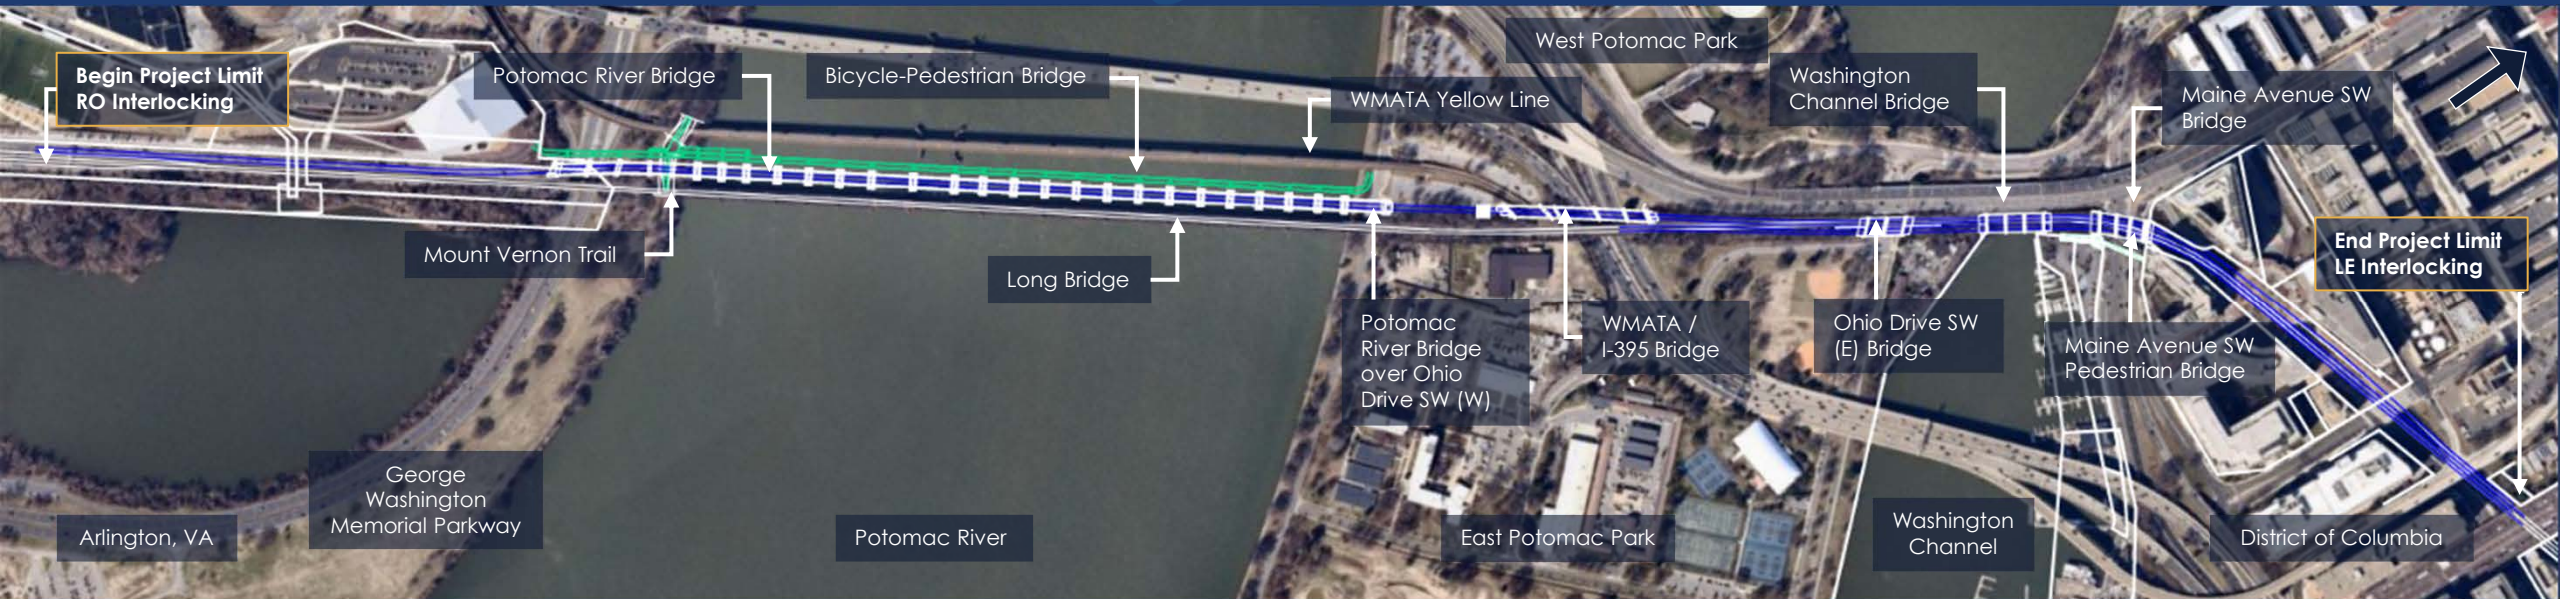 West Potomac Park
Begin Project Limit
RO Interlocking
Potomac River Bridge
Bicycle-Pedestrian Bridge
WMATA Yellow Line
Washington
Channel Bridge
Maine Avenue SW
Bridge
Mount Vernon Trail
Long Bridge
Potomac
River Bridge
over Ohio
Drive SW (W)
WMATA /
I-395 Bridge
Ohio Drive SW
(E) Bridge
Maine Avenue SW
Pedestrian Bridge
End Project Limit
LE Interlocking
George
Washington
Memorial Parkway
Arlington, VA
Potomac River
East Potomac Park
Washington
Channel
District of Columbia